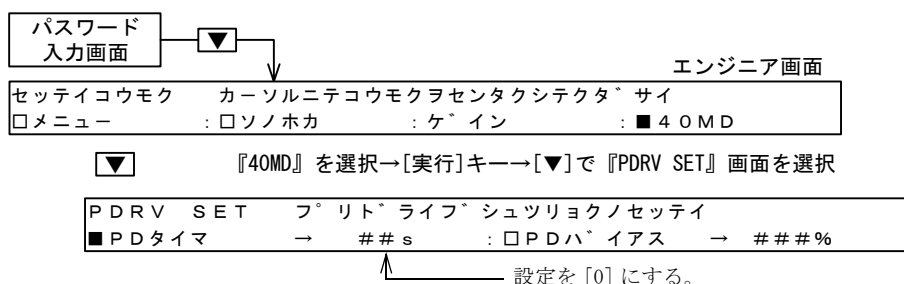 パスワード
入力画面
▼
エンジニア画面
セッテイコウモク　　カーソルニテコウモクヲセンタクシテクダサイ
□メニュー　　:□ソノホカ　　:ゲイン　　:■40MD
▼　『40MD』を選択→[実行]キー→[▼]で『PDRV SET』画面を選択
PDRV　SET　　プリドライブシュツリョクノセッテイ
■PDタイマ　　→　##s　　:□PDバイアス　→　###%
設定を[0]にする。